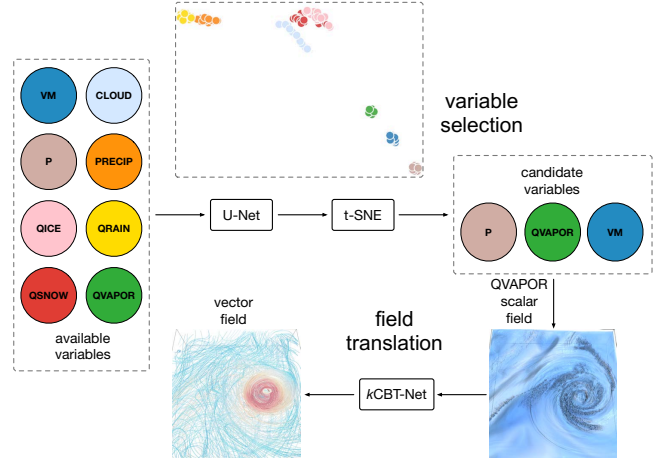 variable
selection
VM
CLOUD
P
PRECIP
QICE
QRAIN
QSNOW
QVAPOR
available
variables
U-Net
t-SNE
candidate
variables
P
QVAPOR
VM
QVAPOR
scalar
field
vector
field
field
translation
kCBT-Net